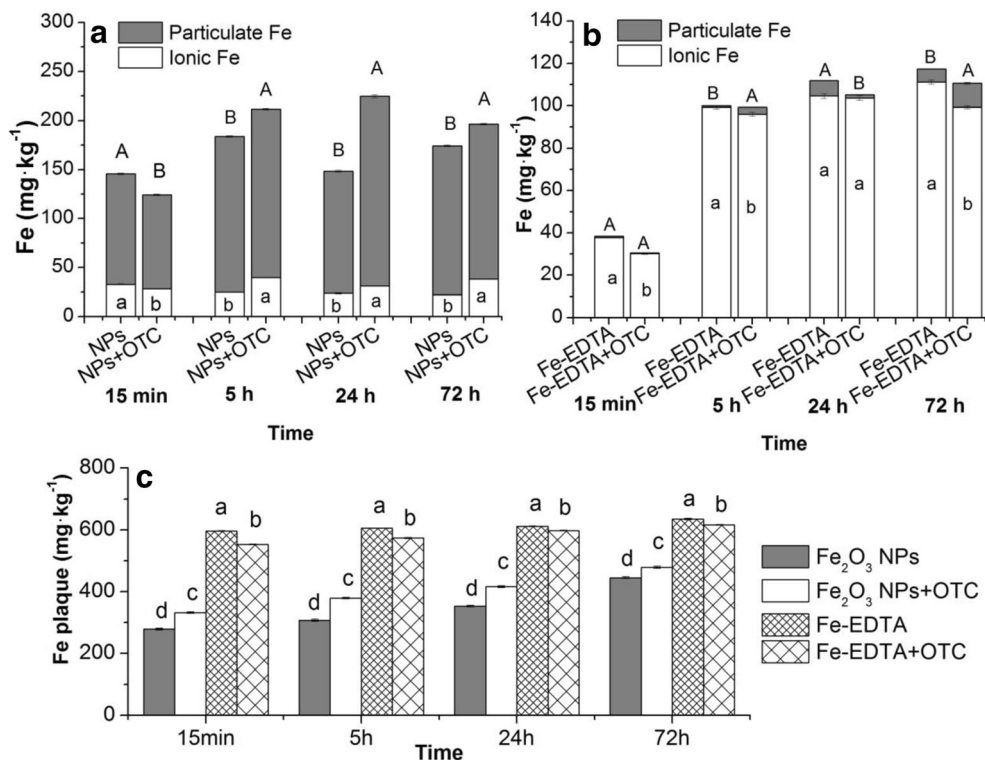 a
Particulate Fe
Ionic Fe
Fe (mg·kg⁻¹)
300
250
200
150
100
50
0
A
B
B
A
B
A
B
A
a
b
b
a
b
a
b
a
NPs
NPs+OTC
NPs
NPs+OTC
NPs
NPs+OTC
NPs
NPs+OTC
15 min
5 h
24 h
72 h
Time
b
Particulate Fe
Ionic Fe
Fe (mg·kg⁻¹)
140
120
100
80
60
40
20
0
A
A
B
A
A
B
B
A
a
b
a
b
a
a
a
b
Fe-EDTA
Fe-EDTA+OTC
Fe-EDTA
Fe-EDTA+OTC
Fe-EDTA
Fe-EDTA+OTC
Fe-EDTA
Fe-EDTA+OTC
15 min
5 h
24 h
72 h
Time
c
Fe plaque (mg·kg⁻¹)
800
600
400
200
0
d
c
a
b
d
c
a
b
d
c
a
b
d
c
a
b
15min
5h
24h
72h
Time
Fe₂O₃ NPs
Fe₂O₃ NPs+OTC
Fe-EDTA
Fe-EDTA+OTC